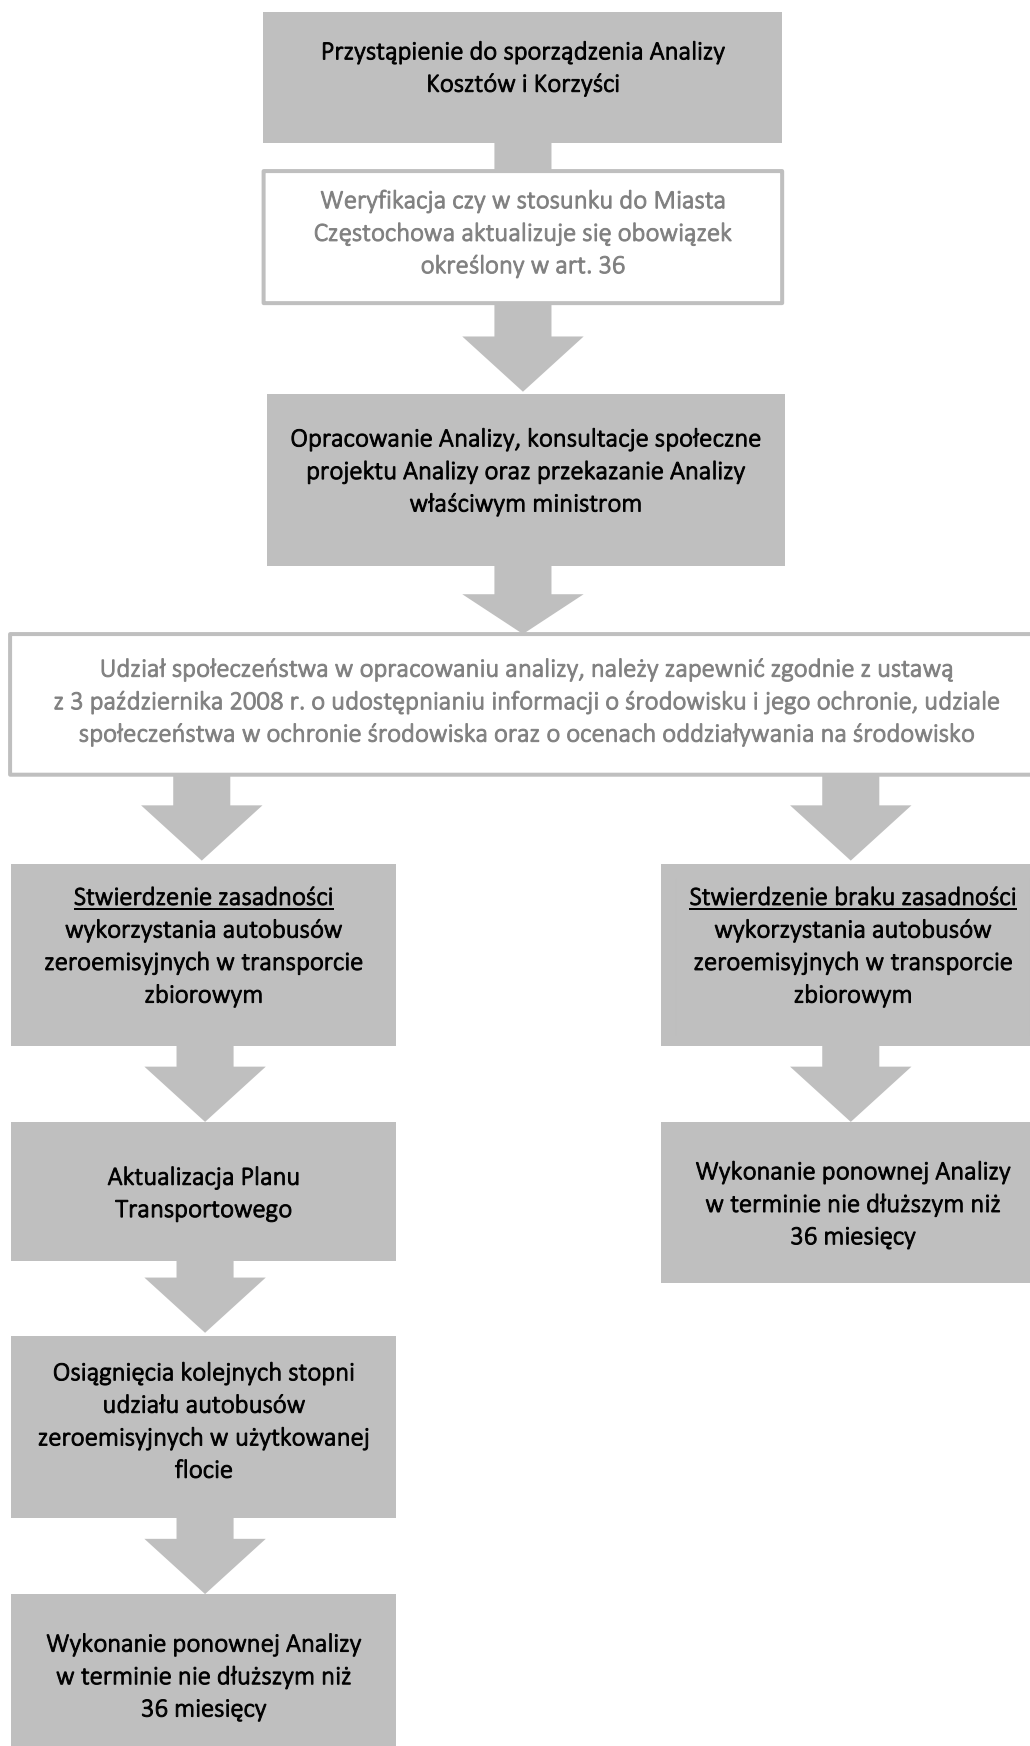 Przystąpienie do sporządzenia Analizy
Kosztów i Korzyści
Weryfikacja czy w stosunku do Miasta
Częstochowa aktualizuje się obowiązek
określony w art. 36
Opracowanie Analizy, konsultacje społeczne
projektu Analizy oraz przekazanie Analizy
właściwym ministrom
Udział społeczeństwa w opracowaniu analizy, należy zapewnić zgodnie z ustawą
z 3 października 2008 r. o udostępnianiu informacji o środowisku i jego ochronie, udziale
społeczeństwa w ochronie środowiska oraz o ocenach oddziaływania na środowisko
Stwierdzenie zasadności
wykorzystania autobusów
zeroemisyjnych w transporcie
zbiorowym
Stwierdzenie braku zasadności
wykorzystania autobusów
zeroemisyjnych w transporcie
zbiorowym
Aktualizacja Planu
Transportowego
Wykonanie ponownej Analizy
w terminie nie dłuższym niż
36 miesięcy
Osiągnięcia kolejnych stopni
udziału autobusów
zeroemisyjnych w użytkowanej
flocie
Wykonanie ponownej Analizy
w terminie nie dłuższym niż
36 miesięcy